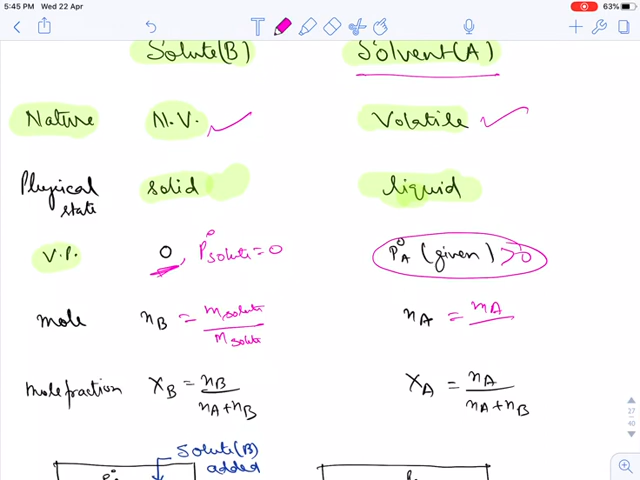 5:45 PM Wed 22 Apr
63%
Solute(B) Solvent(A)
Nature N.V. Volatile
Physical state solid liquid
V.P. 0, P°solute = 0 P°A (given) > 0
mole nB = msolute / Msolute nA = mA
mole fraction XB = nB / nA+nB XA = nA / nA+nB
27
40
Solute(B)
added